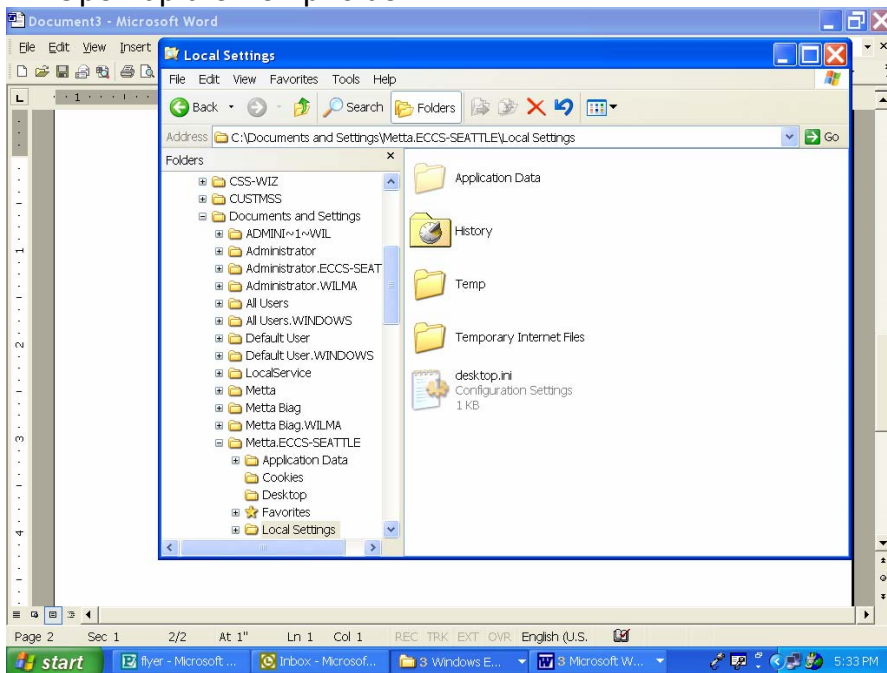 Document3 - Microsoft Word
File Edit View Insert
Local Settings
File Edit View Favorites Tools Help
Back Search Folders
Address C:\Documents and Settings\Metta.ECCS-SEATTLE\Local Settings Go
Folders
CSS-WIZ
CUSTMSS
Documents and Settings
ADMINI~1~WIL
Administrator
Administrator.ECCS-SEAT
Administrator.WILMA
All Users
All Users.WINDOWS
Default User
Default User.WINDOWS
LocalService
Metta
Metta Biag
Metta Biag.WILMA
Metta.ECCS-SEATTLE
Application Data
Cookies
Desktop
Favorites
Local Settings
Application Data
History
Temp
Temporary Internet Files
desktop.ini
Configuration Settings
1 KB
L 1
1
2
3
4
Page 2 Sec 1 2/2 At 1" Ln 1 Col 1 REC TRK EXT OVR English (U.S.
start flyer - Microsoft ... Inbox - Microsof... 3 Windows E... 3 Microsoft W... 5:33 PM